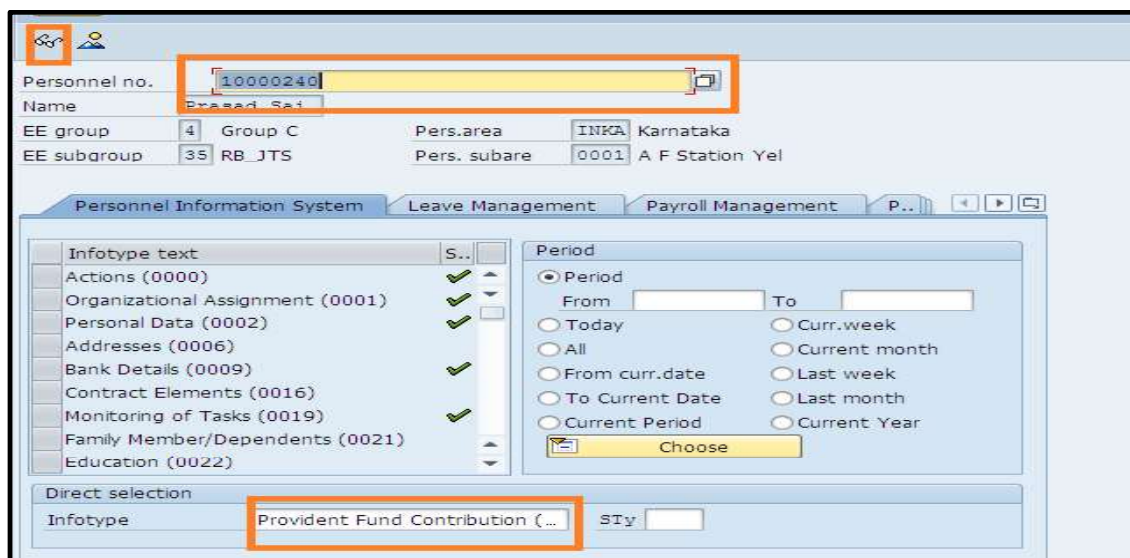 Personnel no. 10000240
Name Prasad Sai
EE group 4 Group C Pers.area INKA Karnataka
EE subgroup 35 RB_JTS Pers. subare 0001 A F Station Yel
Personnel Information System Leave Management Payroll Management P..
Infotype text S..
Actions (0000)
Organizational Assignment (0001)
Personal Data (0002)
Addresses (0006)
Bank Details (0009)
Contract Elements (0016)
Monitoring of Tasks (0019)
Family Member/Dependents (0021)
Education (0022)
Period
Period
From To
Today Curr.week
All Current month
From curr.date Last week
To Current Date Last month
Current Period Current Year
Choose
Direct selection
Infotype Provident Fund Contribution (… STy